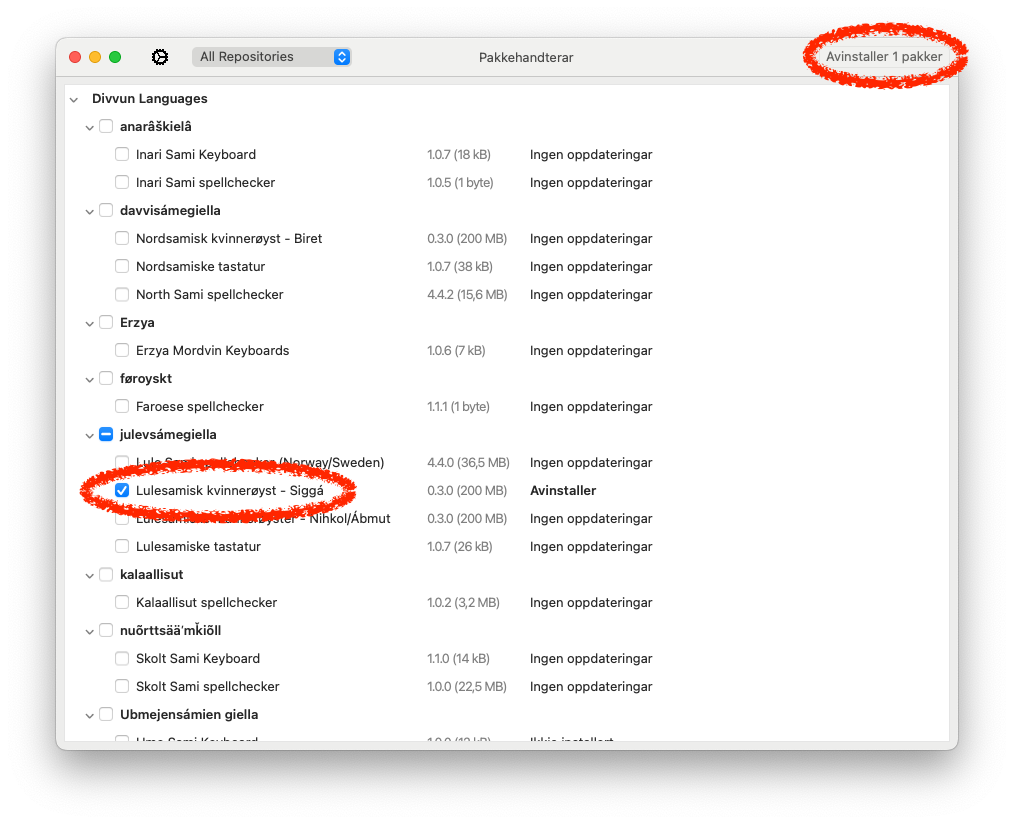 All Repositories Pakkehandterar Avinstaller 1 pakker
Divvun Languages
anarâškielâ
Inari Sami Keyboard 1.0.7 (18 kB) Ingen oppdateringar
Inari Sami spellchecker 1.0.5 (1 byte) Ingen oppdateringar
davvisámegiella
Nordsamisk kvinnerøyst - Biret 0.3.0 (200 MB) Ingen oppdateringar
Nordsamiske tastatur 1.0.7 (38 kB) Ingen oppdateringar
North Sami spellchecker 4.4.2 (15,6 MB) Ingen oppdateringar
Erzya
Erzya Mordvin Keyboards 1.0.6 (7 kB) Ingen oppdateringar
føroyskt
Faroese spellchecker 1.1.1 (1 byte) Ingen oppdateringar
julevsámegiella
Lule Sami spellchecker (Norway/Sweden) 4.4.0 (36,5 MB) Ingen oppdateringar
Lulesamisk kvinnerøyst - Siggá 0.3.0 (200 MB) Avinstaller
Lulesamiske - Nihkol/Ábmut 0.3.0 (200 MB) Ingen oppdateringar
Lulesamiske tastatur 1.0.7 (26 kB) Ingen oppdateringar
kalaallisut
Kalaallisut spellchecker 1.0.2 (3,2 MB) Ingen oppdateringar
nuõrttsääʹmǩiõll
Skolt Sami Keyboard 1.1.0 (14 kB) Ingen oppdateringar
Skolt Sami spellchecker 1.0.0 (22,5 MB) Ingen oppdateringar
Ubmejensámien giella
Ume Sami Keyboard Ikkje installert